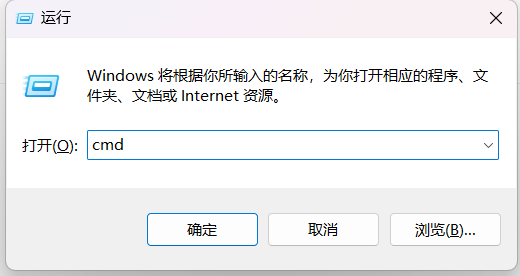 运行
Windows 将根据你所输入的名称，为你打开相应的程序、文
件夹、文档或 Internet 资源。
打开(O): cmd
确定 取消 浏览(B)...